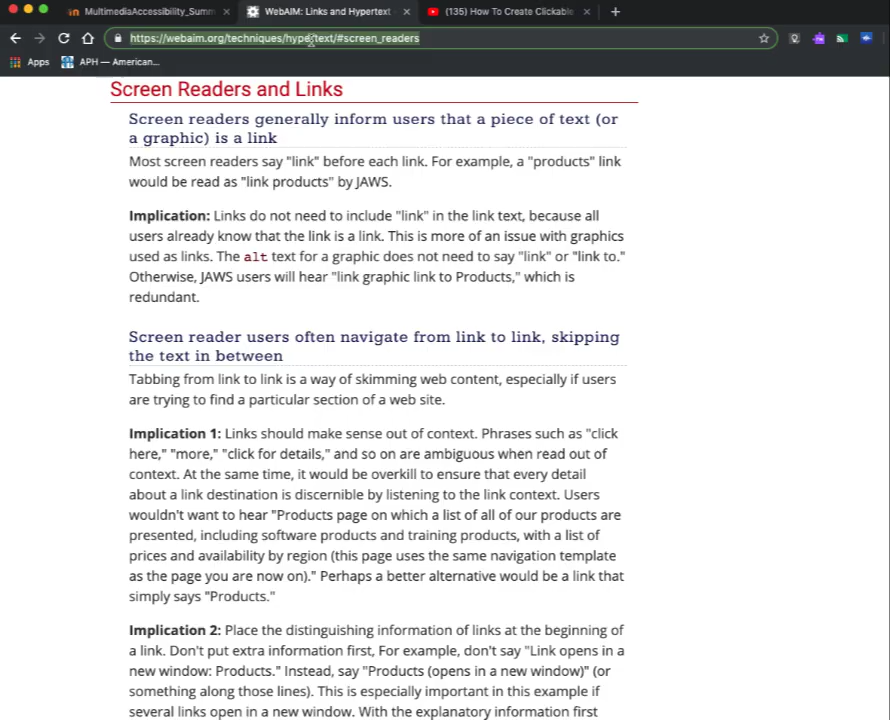 MultimediaAccessibility_Summ
WebAIM: Links and Hypertext -
(135) How To Create Clickable
https://webaim.org/techniques/hypertext/#screen_readers
Apps
APH — American...
Screen Readers and Links
Screen readers generally inform users that a piece of text (or
a graphic) is a link
Most screen readers say "link" before each link. For example, a "products" link
would be read as "link products" by JAWS.
Implication: Links do not need to include "link" in the link text, because all
users already know that the link is a link. This is more of an issue with graphics
used as links. The alt text for a graphic does not need to say "link" or "link to."
Otherwise, JAWS users will hear "link graphic link to Products," which is
redundant.
Screen reader users often navigate from link to link, skipping
the text in between
Tabbing from link to link is a way of skimming web content, especially if users
are trying to find a particular section of a web site.
Implication 1: Links should make sense out of context. Phrases such as "click
here," "more," "click for details," and so on are ambiguous when read out of
context. At the same time, it would be overkill to ensure that every detail
about a link destination is discernible by listening to the link context. Users
wouldn't want to hear "Products page on which a list of all of our products are
presented, including software products and training products, with a list of
prices and availability by region (this page uses the same navigation template
as the page you are now on)." Perhaps a better alternative would be a link that
simply says "Products."
Implication 2: Place the distinguishing information of links at the beginning of
a link. Don't put extra information first, For example, don't say "Link opens in a
new window: Products." Instead, say "Products (opens in a new window)" (or
something along those lines). This is especially important in this example if
several links open in a new window. With the explanatory information first